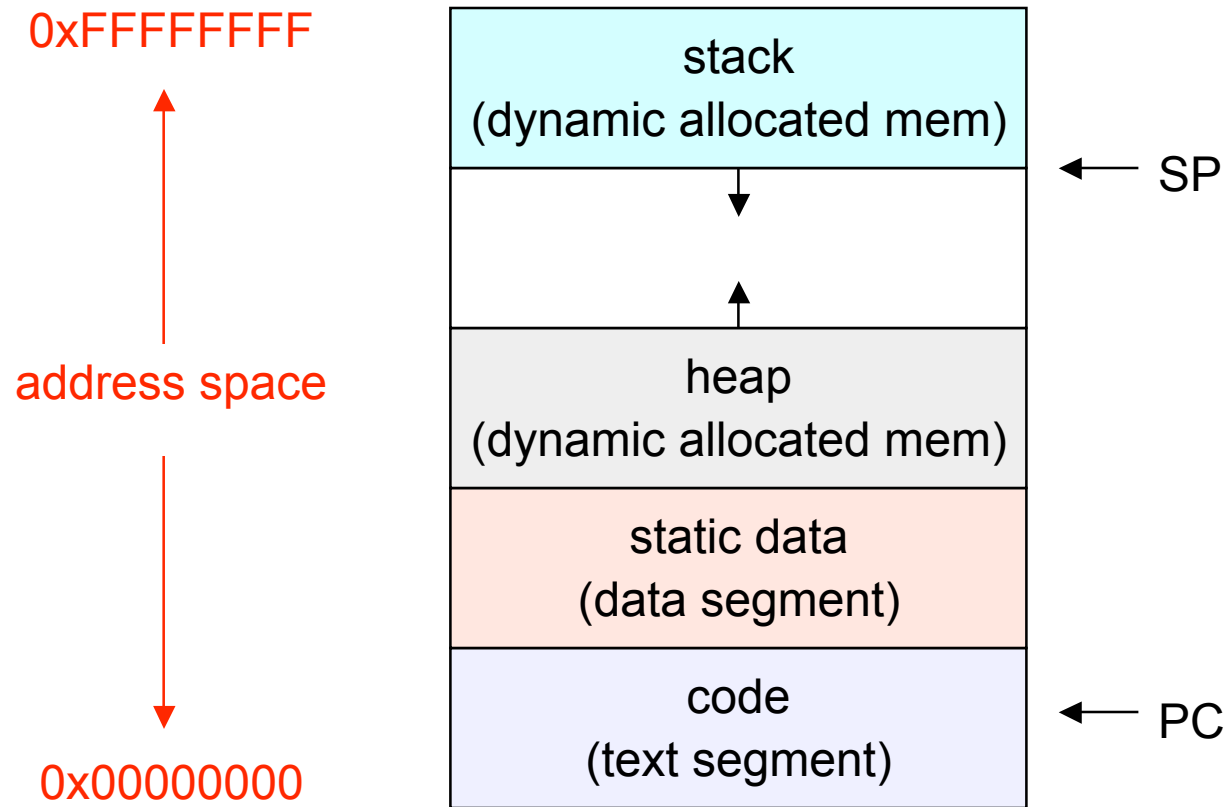 0xFFFFFFFF
address space
0x00000000
stack
(dynamic allocated mem)
heap
(dynamic allocated mem)
static data
(data segment)
code
(text segment)
SP
PC